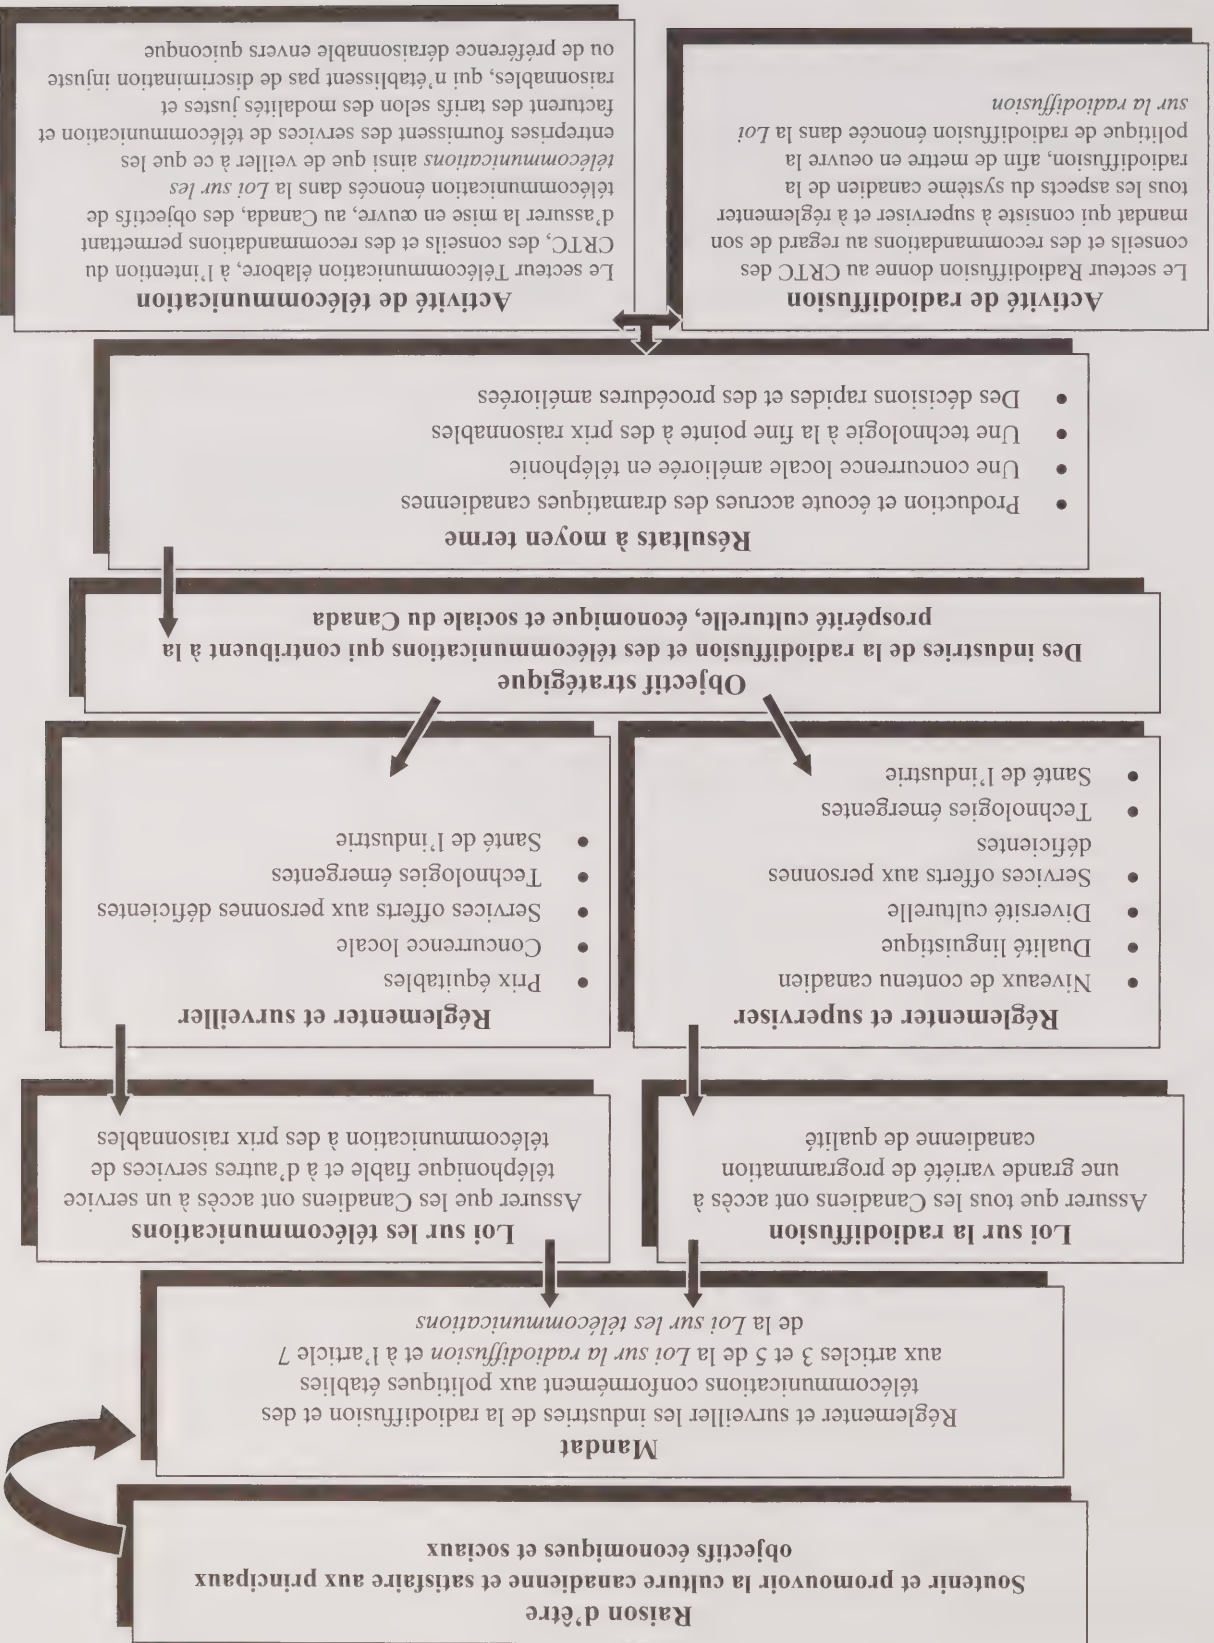 Raison d'être
Soutenir et promouvoir la culture canadienne et satisfaire aux principaux
objectifs économiques et sociaux
Mandat
Réglementer et surveiller les industries de la radiodiffusion et des
télécommunications conformément aux politiques établies
aux articles 3 et 5 de la Loi sur la radiodiffusion et à l'article 7
de la Loi sur les télécommunications
Loi sur la radiodiffusion
Assurer que tous les Canadiens ont accès à
une grande variété de programmation
canadienne de qualité
Loi sur les télécommunications
Assurer que les Canadiens ont accès à un service
téléphonique fiable et à d'autres services de
télécommunication à des prix raisonnables
Réglementer et superviser
• Niveaux de contenu canadien
• Dualité linguistique
• Diversité culturelle
• Services offerts aux personnes
déficientes
• Technologies émergentes
• Santé de l'industrie
Réglementer et surveiller
• Prix équitables
• Concurrence locale
• Services offerts aux personnes déficientes
• Technologies émergentes
• Santé de l'industrie
Objectif stratégique
Des industries de la radiodiffusion et des télécommunications qui contribuent à la
prospérité culturelle, économique et sociale du Canada
Résultats à moyen terme
• Production et écoute accrues des dramatiques canadiennes
• Une concurrence locale améliorée en téléphonie
• Une technologie à la fine pointe à des prix raisonnables
• Des décisions rapides et des procédures améliorées
Activité de radiodiffusion
Le secteur Radiodiffusion donne au CRTC des
conseils et des recommandations au regard de son
mandat qui consiste à superviser et à réglementer
tous les aspects du système canadien de la
radiodiffusion, afin de mettre en oeuvre la
politique de radiodiffusion énoncée dans la Loi
sur la radiodiffusion
Activité de télécommunication
Le secteur Télécommunication élabore, à l'intention du
CRTC, des conseils et des recommandations permettant
d'assurer la mise en œuvre, au Canada, des objectifs de
télécommunication énoncés dans la Loi sur les
télécommunications ainsi que de veiller à ce que les
entreprises fournissent des services de télécommunication et
facturent des tarifs selon des modalités justes et
raisonnables, qui n'établissent pas de discrimination injuste
ou de préférence déraisonnable envers quiconque